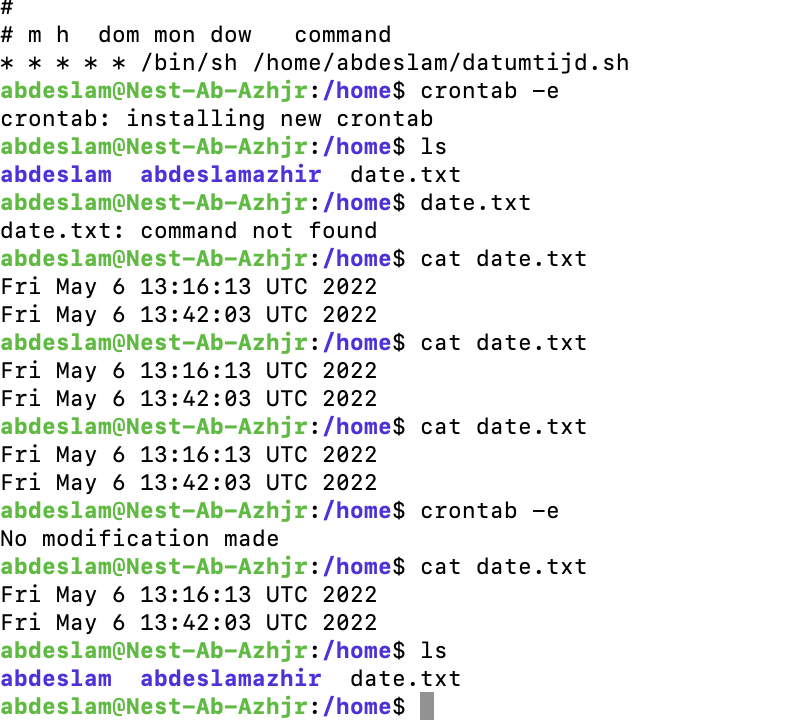 #
# m h  dom mon dow   command
* * * * * /bin/sh /home/abdeslam/datumtijd.sh
abdeslam@Nest-Ab-Azhjr:/home$ crontab -e
crontab: installing new crontab
abdeslam@Nest-Ab-Azhjr:/home$ ls
abdeslam  abdeslamazhir  date.txt
abdeslam@Nest-Ab-Azhjr:/home$ date.txt
date.txt: command not found
abdeslam@Nest-Ab-Azhjr:/home$ cat date.txt
Fri May 6 13:16:13 UTC 2022
Fri May 6 13:42:03 UTC 2022
abdeslam@Nest-Ab-Azhjr:/home$ cat date.txt
Fri May 6 13:16:13 UTC 2022
Fri May 6 13:42:03 UTC 2022
abdeslam@Nest-Ab-Azhjr:/home$ cat date.txt
Fri May 6 13:16:13 UTC 2022
Fri May 6 13:42:03 UTC 2022
abdeslam@Nest-Ab-Azhjr:/home$ crontab -e
No modification made
abdeslam@Nest-Ab-Azhjr:/home$ cat date.txt
Fri May 6 13:16:13 UTC 2022
Fri May 6 13:42:03 UTC 2022
abdeslam@Nest-Ab-Azhjr:/home$ ls
abdeslam  abdeslamazhir  date.txt
abdeslam@Nest-Ab-Azhjr:/home$